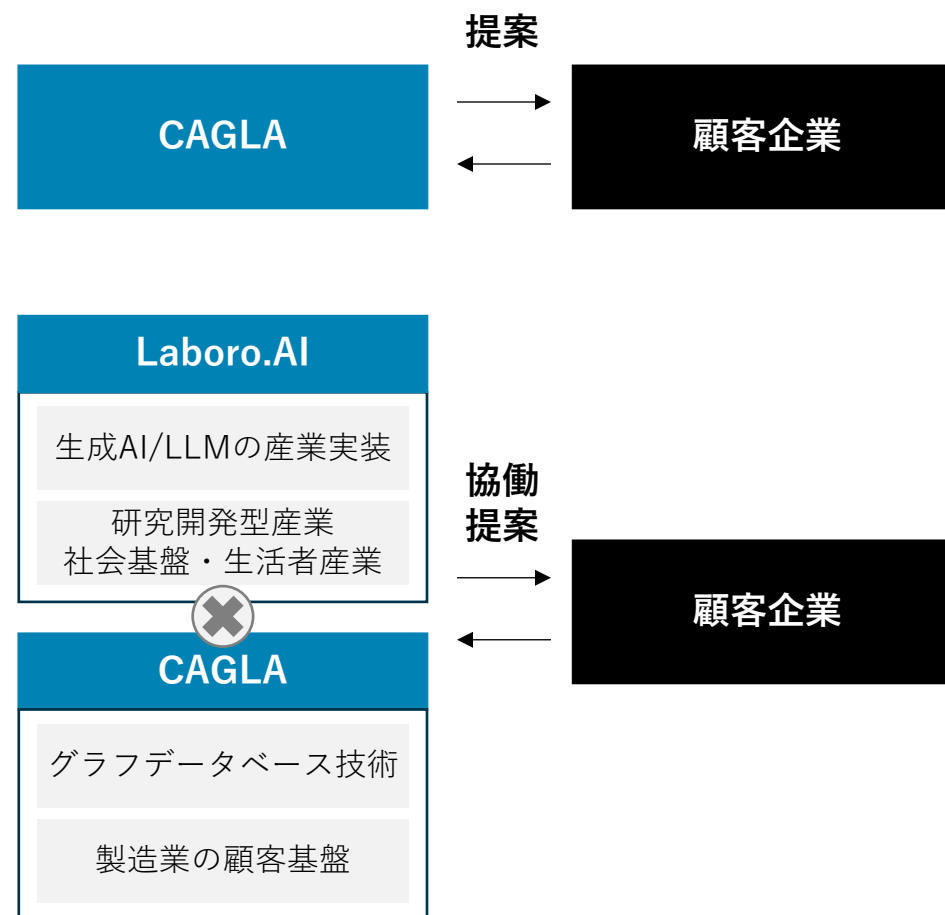 提案
CAGLA
顧客企業
Laboro.AI
生成AI/LLMの産業実装
研究開発型産業
社会基盤・生活者産業
協働
提案
顧客企業
CAGLA
グラフデータベース技術
製造業の顧客基盤